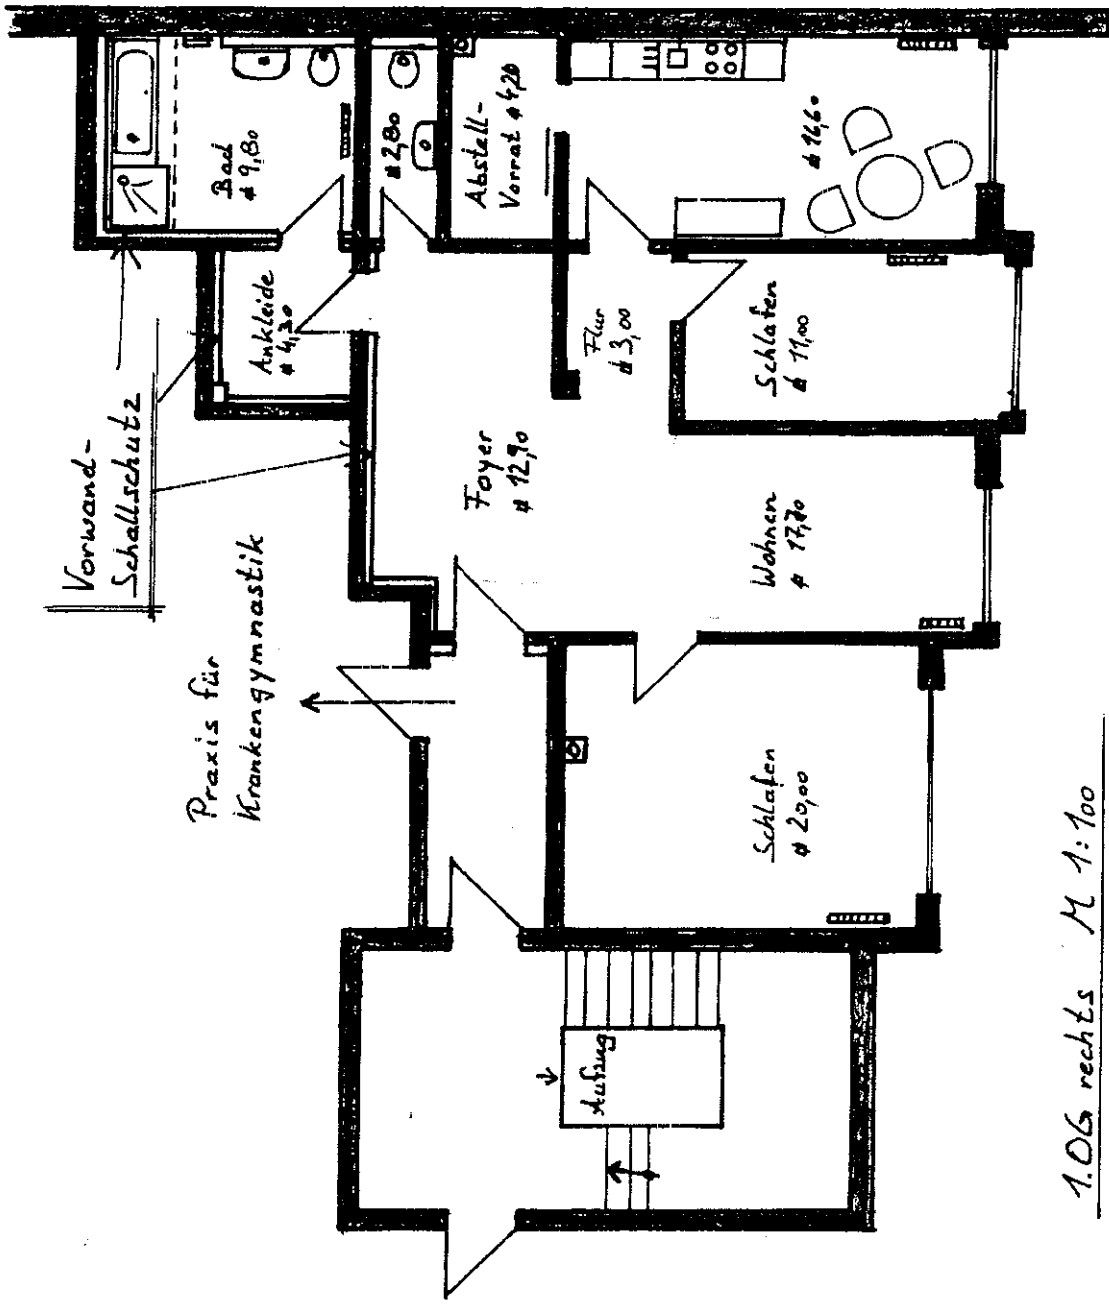 Bad
# 9,80
# 2,80
Abstell-
Vorrat # 4,20
# 16,60
Ankleide
# 4,30
Flur
# 3,00
Schlafen
# 11,00
Vorwand-
Schallschutz
Foyer
# 12,90
Wohnen
# 17,70
Praxis für
Krankengymnastik
Schlafen
# 20,00
Aufzug
1.OG rechts M 1:100